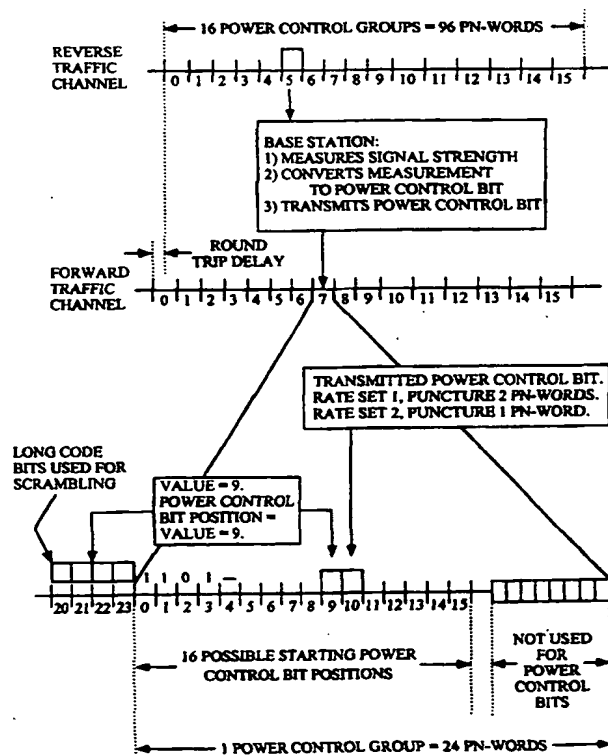 16 POWER CONTROL GROUPS = 96 PN-WORDS
REVERSE
TRAFFIC
CHANNEL
0 1 2 3 4 5 6 7 8 9 10 11 12 13 14 15
BASE STATION:
1) MEASURES SIGNAL STRENGTH
2) CONVERTS MEASUREMENT
TO POWER CONTROL BIT
3) TRANSMITS POWER CONTROL BIT
ROUND
TRIP DELAY
FORWARD
TRAFFIC
CHANNEL
0 1 2 3 4 5 6 7 8 9 10 11 12 13 14 15
TRANSMITTED POWER CONTROL BIT.
RATE SET 1, PUNCTURE 2 PN-WORDS.
RATE SET 2, PUNCTURE 1 PN-WORD.
LONG CODE
BITS USED FOR
SCRAMBLING
VALUE = 9.
POWER CONTROL
BIT POSITION =
VALUE = 9.
1 1 0 1 –
20 21 22 23 0 1 2 3 4 5 6 7 8 9 10 11 12 13 14 15
16 POSSIBLE STARTING POWER
CONTROL BIT POSITIONS
NOT USED
FOR
POWER
CONTROL
BITS
1 POWER CONTROL GROUP = 24 PN-WORDS